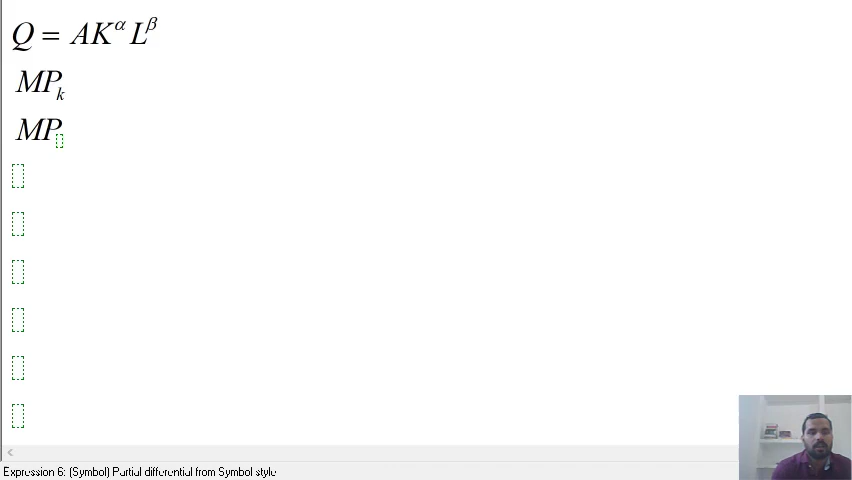 Q = AK^α L^β
MP_k
MP
Expression 6: (Symbol) Partial differential from Symbol style